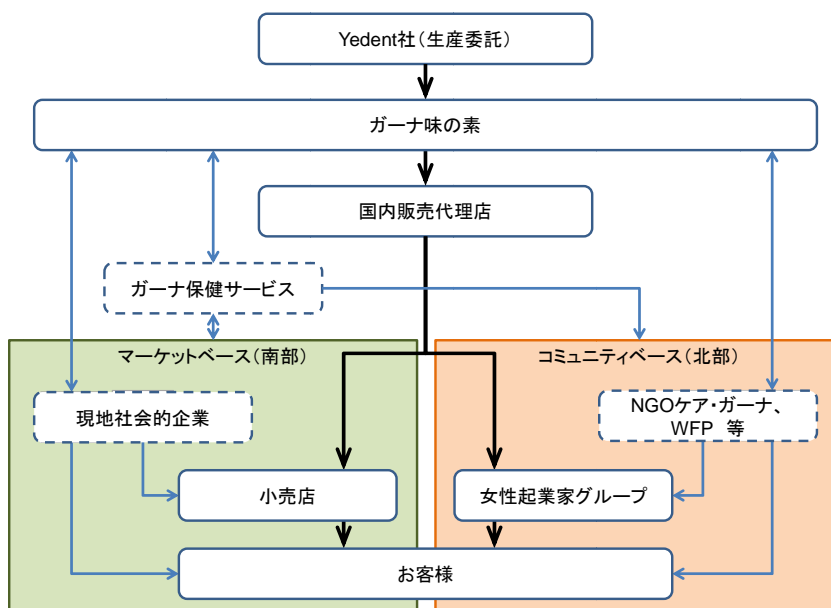 Yedent社(生産委託)
ガーナ味の素
国内販売代理店
ガーナ保健サービス
マーケットベース(南部)
コミュニティベース(北部)
現地社会的企業
NGOケア・ガーナ、
WFP 等
小売店
女性起業家グループ
お客様